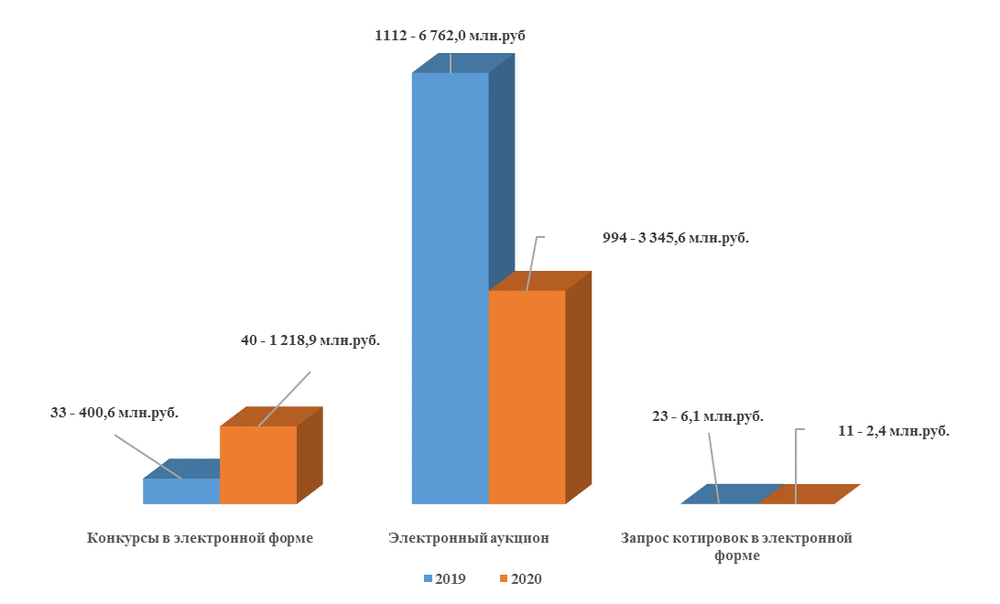 1112 - 6 762,0 млн.руб
994 - 3 345,6 млн.руб.
40 - 1 218,9 млн.руб.
33 - 400,6 млн.руб.
23 - 6,1 млн.руб.
11 - 2,4 млн.руб.
Конкурсы в электронной форме
Электронный аукцион
Запрос котировок в электронной
форме
2019
2020